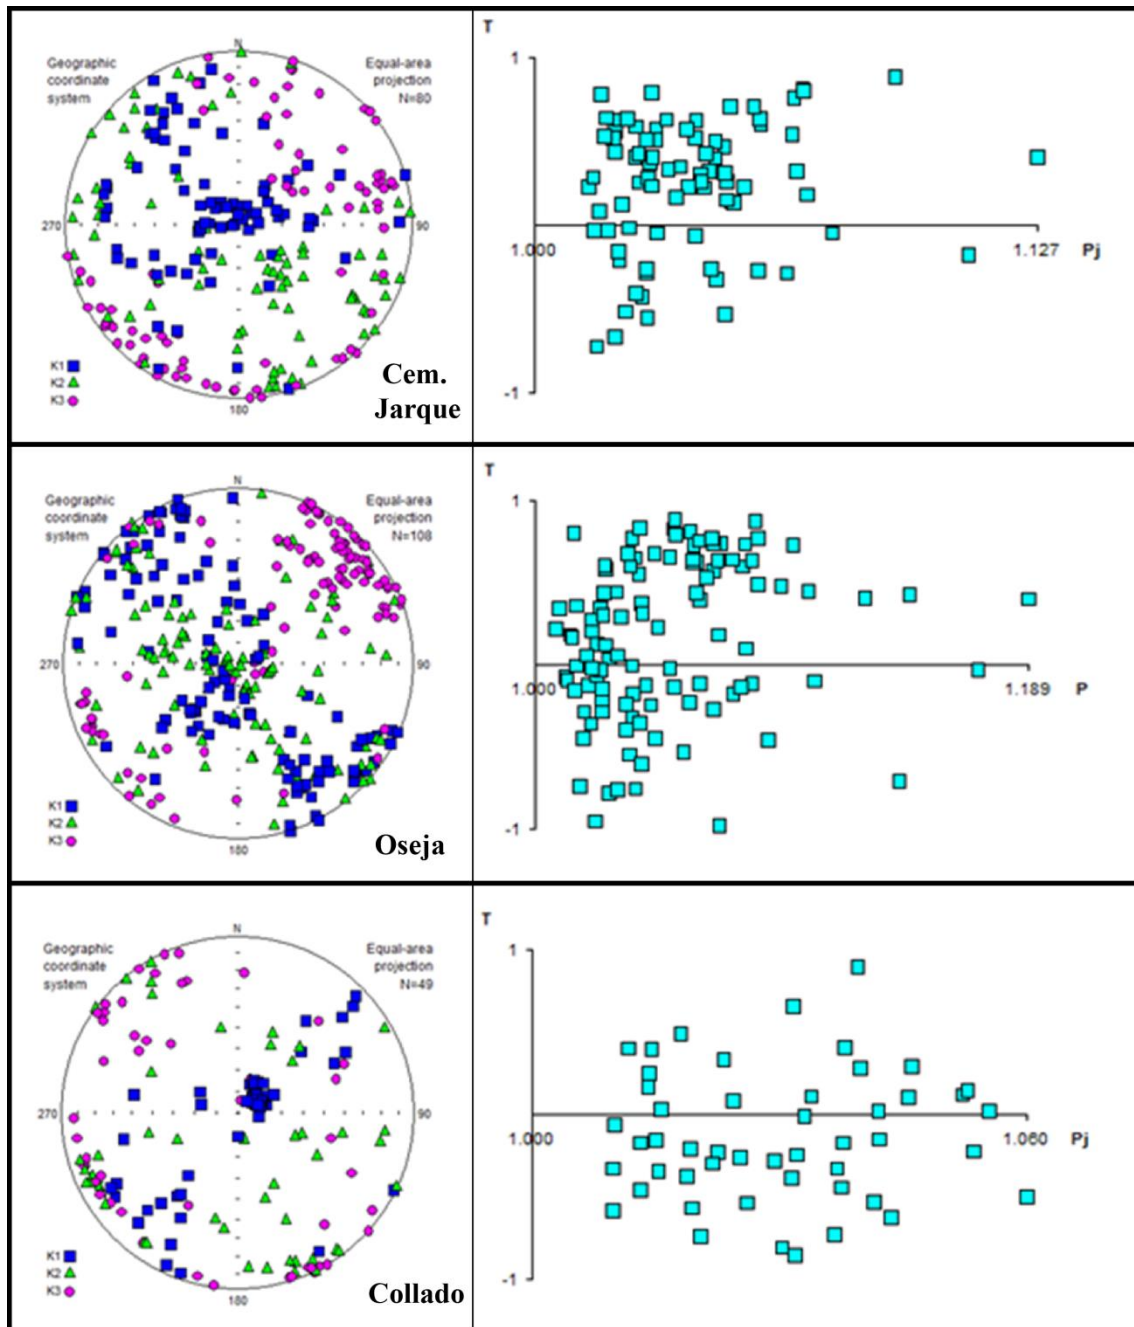 Geographic
coordinate
system
N
Equal-area
projection
N=80
270
90
180
K1
K2
K3
Cem.
Jarque
T
1
1.000
1.127
Pj
-1
Geographic
coordinate
system
N
Equal-area
projection
N=108
270
90
180
K1
K2
K3
Oseja
T
1
1.000
1.189
P
-1
Geographic
coordinate
system
N
Equal-area
projection
N=49
270
90
180
K1
K2
K3
Collado
T
1
1.000
1.060
Pj
-1